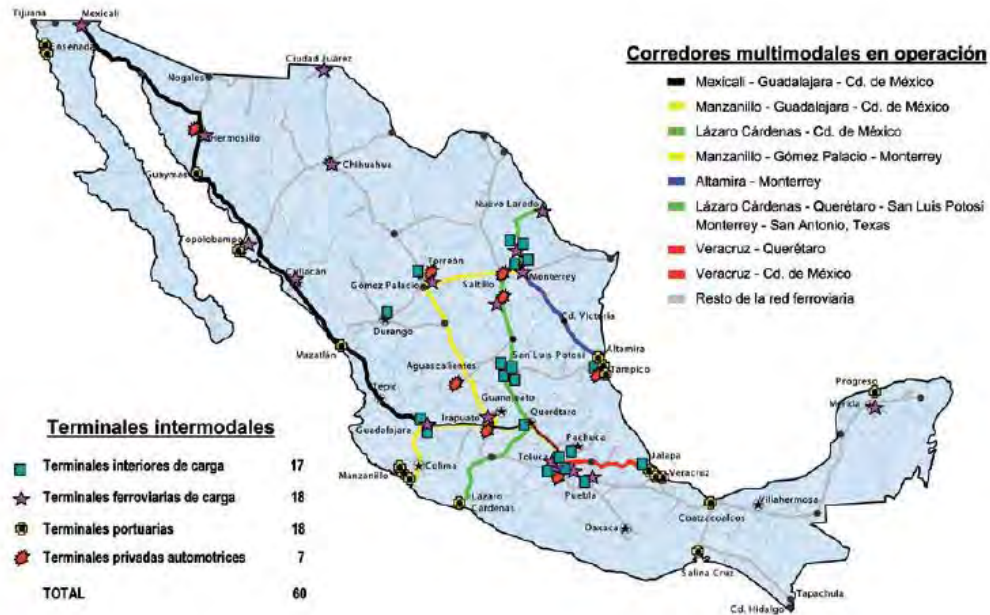 Tijuana
Mexicali
Ensenada
Nogales
Ciudad Juárez
Hermosillo
Chihuahua
Guaymas
Nuevo Laredo
Topolobampo
Culiacán
Torreón
Gómez Palacio
Saltillo
Monterrey
Durango
Cd. Victoria
Mazatlán
San Luis Potosí
Altamira
Tampico
Aguascalientes
Tepic
Guanajuato
Irapuato
Querétaro
Guadalajara
Pachuca
Progreso
Mérida
Toluca
Jalapa
Colima
Manzanillo
Veracruz
Puebla
Lázaro
Cárdenas
Villahermosa
Coatzacoalcos
Oaxaca
Salina Cruz
Tapachula
Cd. Hidalgo
Corredores multimodales en operación
Mexicali - Guadalajara - Cd. de México
Manzanillo - Guadalajara - Cd. de México
Lázaro Cárdenas - Cd. de México
Manzanillo - Gómez Palacio - Monterrey
Altamira - Monterrey
Lázaro Cárdenas - Querétaro - San Luis Potosí
Monterrey - San Antonio, Texas
Veracruz - Querétaro
Veracruz - Cd. de México
Resto de la red ferroviaria
Terminales intermodales
Terminales interiores de carga 17
Terminales ferroviarias de carga 18
Terminales portuarias 18
Terminales privadas automotrices 7
TOTAL 60